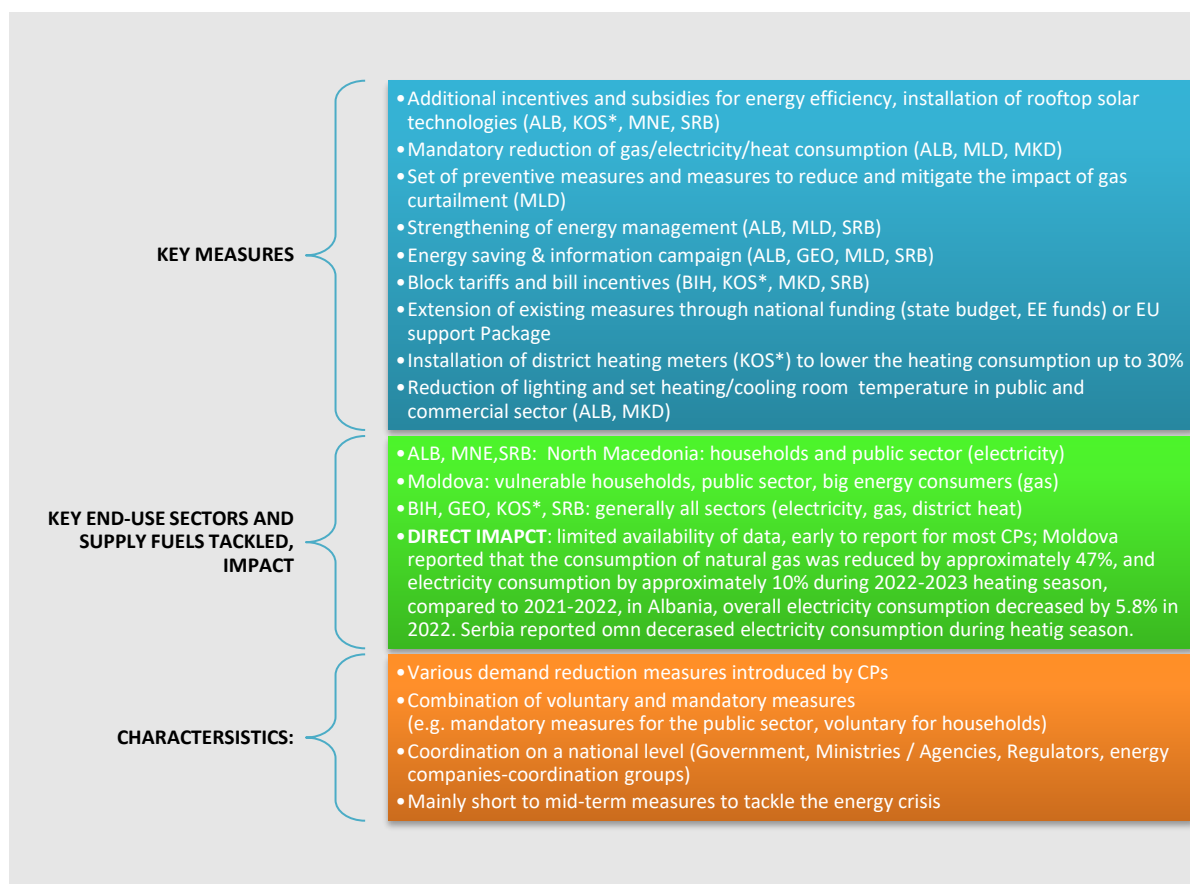 KEY MEASURES
•Additional incentives and subsidies for energy efficiency, installation of rooftop solar
technologies (ALB, KOS*, MNE, SRB)
•Mandatory reduction of gas/electricity/heat consumption (ALB, MLD, MKD)
•Set of preventive measures and measures to reduce and mitigate the impact of gas
curtailment (MLD)
•Strengthening of energy management (ALB, MLD, SRB)
•Energy saving & information campaign (ALB, GEO, MLD, SRB)
•Block tariffs and bill incentives (BIH, KOS*, MKD, SRB)
•Extension of existing measures through national funding (state budget, EE funds) or EU
support Package
•Installation of district heating meters (KOS*) to lower the heating consumption up to 30%
•Reduction of lighting and set heating/cooling room temperature in public and
commercial sector (ALB, MKD)
KEY END-USE SECTORS AND
SUPPLY FUELS TACKLED,
IMPACT
•ALB, MNE,SRB: North Macedonia: households and public sector (electricity)
•Moldova: vulnerable households, public sector, big energy consumers (gas)
•BIH, GEO, KOS*, SRB: generally all sectors (electricity, gas, district heat)
•DIRECT IMAPCT: limited availability of data, early to report for most CPs; Moldova
reported that the consumption of natural gas was reduced by approximately 47%, and
electricity consumption by approximately 10% during 2022-2023 heating season,
compared to 2021-2022, in Albania, overall electricity consumption decreased by 5.8% in
2022. Serbia reported omn decerased electricity consumption during heatig season.
CHARACTERSISTICS:
•Various demand reduction measures introduced by CPs
•Combination of voluntary and mandatory measures
(e.g. mandatory measures for the public sector, voluntary for households)
•Coordination on a national level (Government, Ministries / Agencies, Regulators, energy
companies-coordination groups)
•Mainly short to mid-term measures to tackle the energy crisis